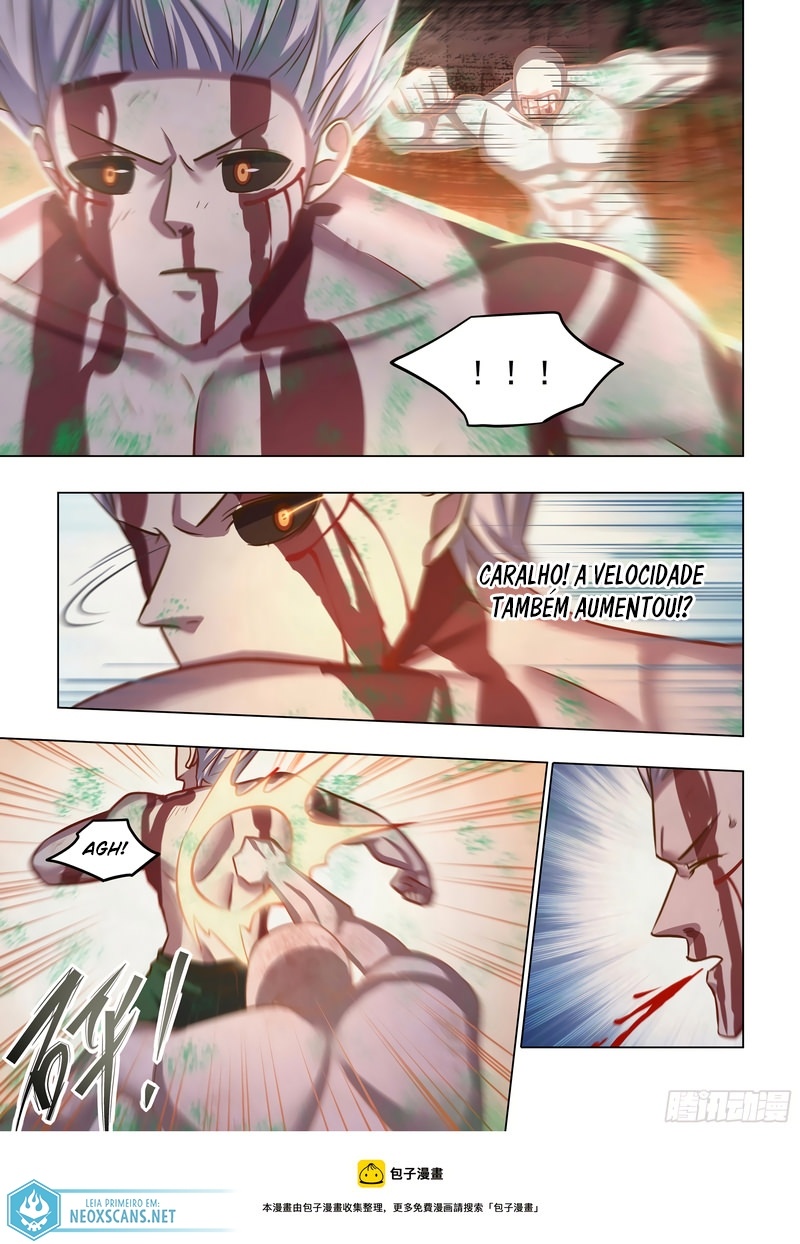 ！！！
CARALHO! A VELOCIDADE
TAMBÉM AUMENTOU!?
AGH!
砰!
腾讯动漫
包子漫畫
LEIA PRIMEIRO EM:
NEOXSCANS.NET
本漫畫由包子漫畫收集整理，更多免費漫畫請搜索「包子漫畫」